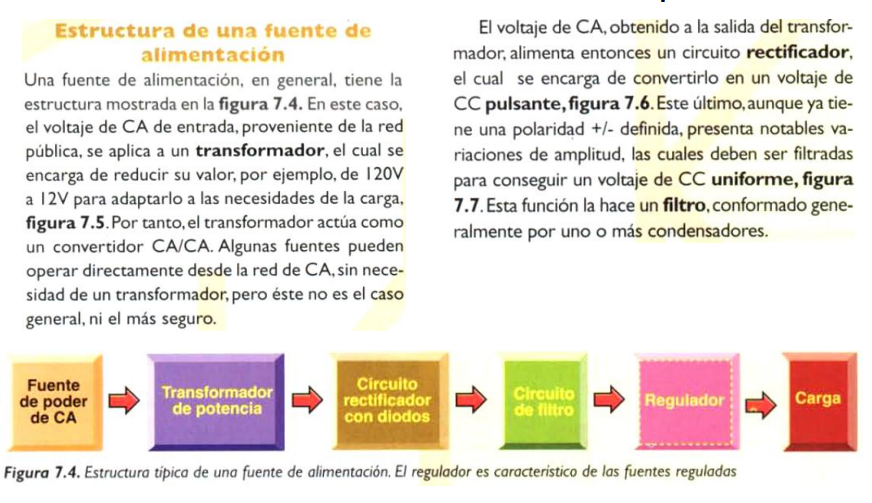 Estructura de una fuente de
alimentación
Una fuente de alimentación, en general, tiene la
estructura mostrada en la figura 7.4. En este caso,
el voltaje de CA de entrada, proveniente de la red
pública, se aplica a un transformador, el cual se
encarga de reducir su valor, por ejemplo, de 120V
a 12V para adaptarlo a las necesidades de la carga,
figura 7.5. Por tanto, el transformador actúa como
un convertidor CA/CA. Algunas fuentes pueden
operar directamente desde la red de CA, sin nece-
sidad de un transformador, pero éste no es el caso
general, ni el más seguro.
El voltaje de CA, obtenido a la salida del transfor-
mador, alimenta entonces un circuito rectificador,
el cual se encarga de convertirlo en un voltaje de
CC pulsante, figura 7.6. Este último, aunque ya tie-
ne una polaridad +/- definida, presenta notables va-
riaciones de amplitud, las cuales deben ser filtradas
para conseguir un voltaje de CC uniforme, figura
7.7. Esta función la hace un filtro, conformado gene-
ralmente por uno o más condensadores.
Fuente
de poder
de CA
Transformador
de potencia
Circuito
rectificador
con diodos
Circuito
de filtro
Regulador
Carga
Figura 7.4. Estructura típica de una fuente de alimentación. El regulador es característico de las fuentes reguladas